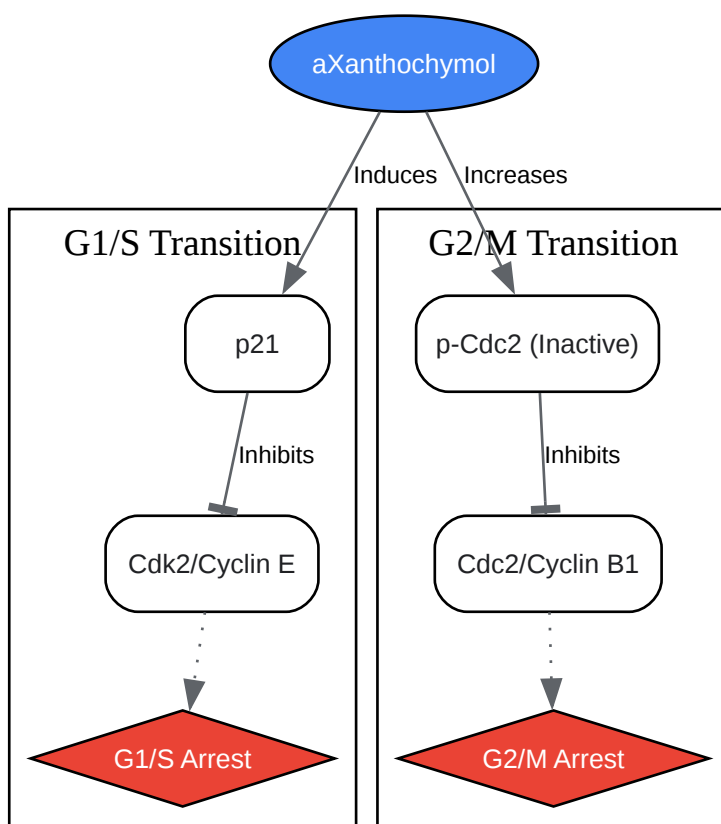 aXanthochymol
Induces
Increases
G1/S Transition
G2/M Transition
p21
p-Cdc2 (Inactive)
Inhibits
Inhibits
Cdk2/Cyclin E
Cdc2/Cyclin B1
G1/S Arrest
G2/M Arrest